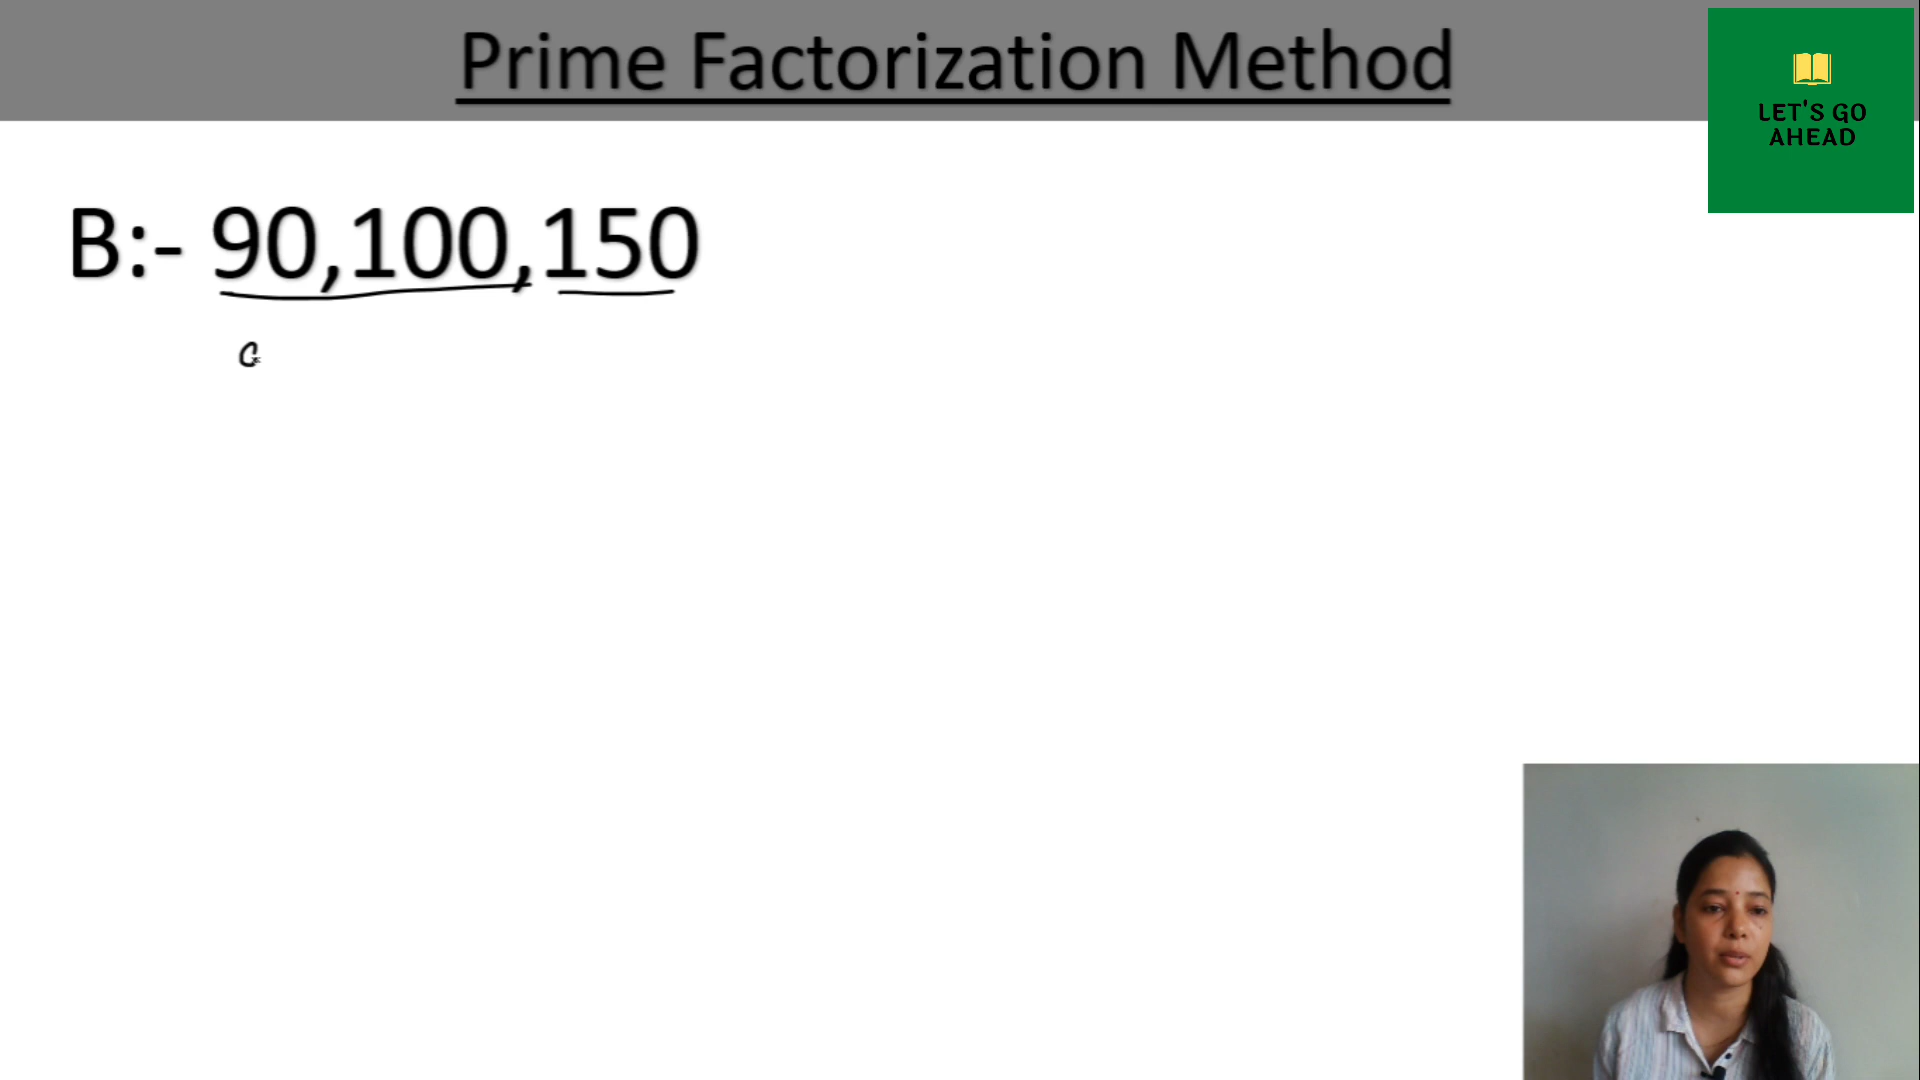 Prime Factorization Method
LET'S GO
AHEAD
B:- 90,100,150